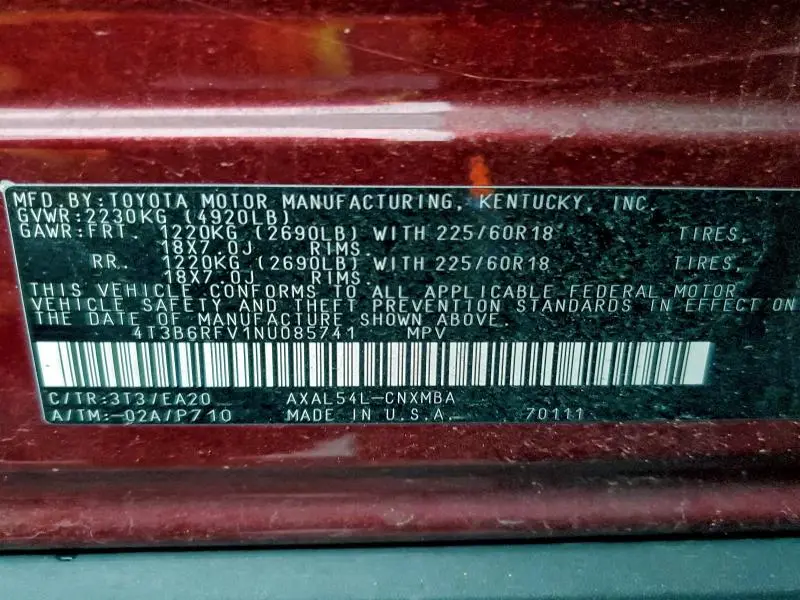 MFD. BY: TOYOTA MOTOR MANUFACTURING, KENTUCKY, INC.
GVWR: 2230KG (4920LB)
GAWR: FRT. 1220KG (2690LB) WITH 225/60R18 TIRES,
18X7.0J RIMS
RR. 1220KG (2690LB) WITH 225/60R18 TIRES,
18X7.0J RIMS
THIS VEHICLE CONFORMS TO ALL APPLICABLE FEDERAL MOTOR
VEHICLE SAFETY AND THEFT PREVENTION STANDARDS IN EFFECT ON
THE DATE OF MANUFACTURE SHOWN ABOVE.
4T3B6RFV1NU085741 MPV
C/TR: 3T3/EA20 AXAL54L-CNXMBA
A/TM: -02A/P710 MADE IN U.S.A. 70111